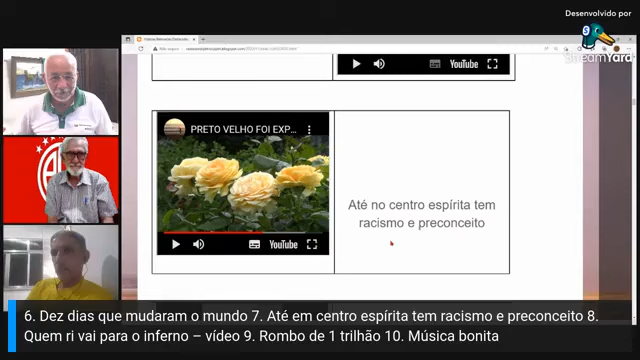 Desenvolvido por
StreamYard
YouTube
PRETO VELHO FOI EXP...
YouTube
Até no centro espírita tem
racismo e preconceito
6. Dez dias que mudaram o mundo 7. Até em centro espírita tem racismo e preconceito 8.
Quem ri vai para o inferno – vídeo 9. Rombo de 1 trilhão 10. Música bonita